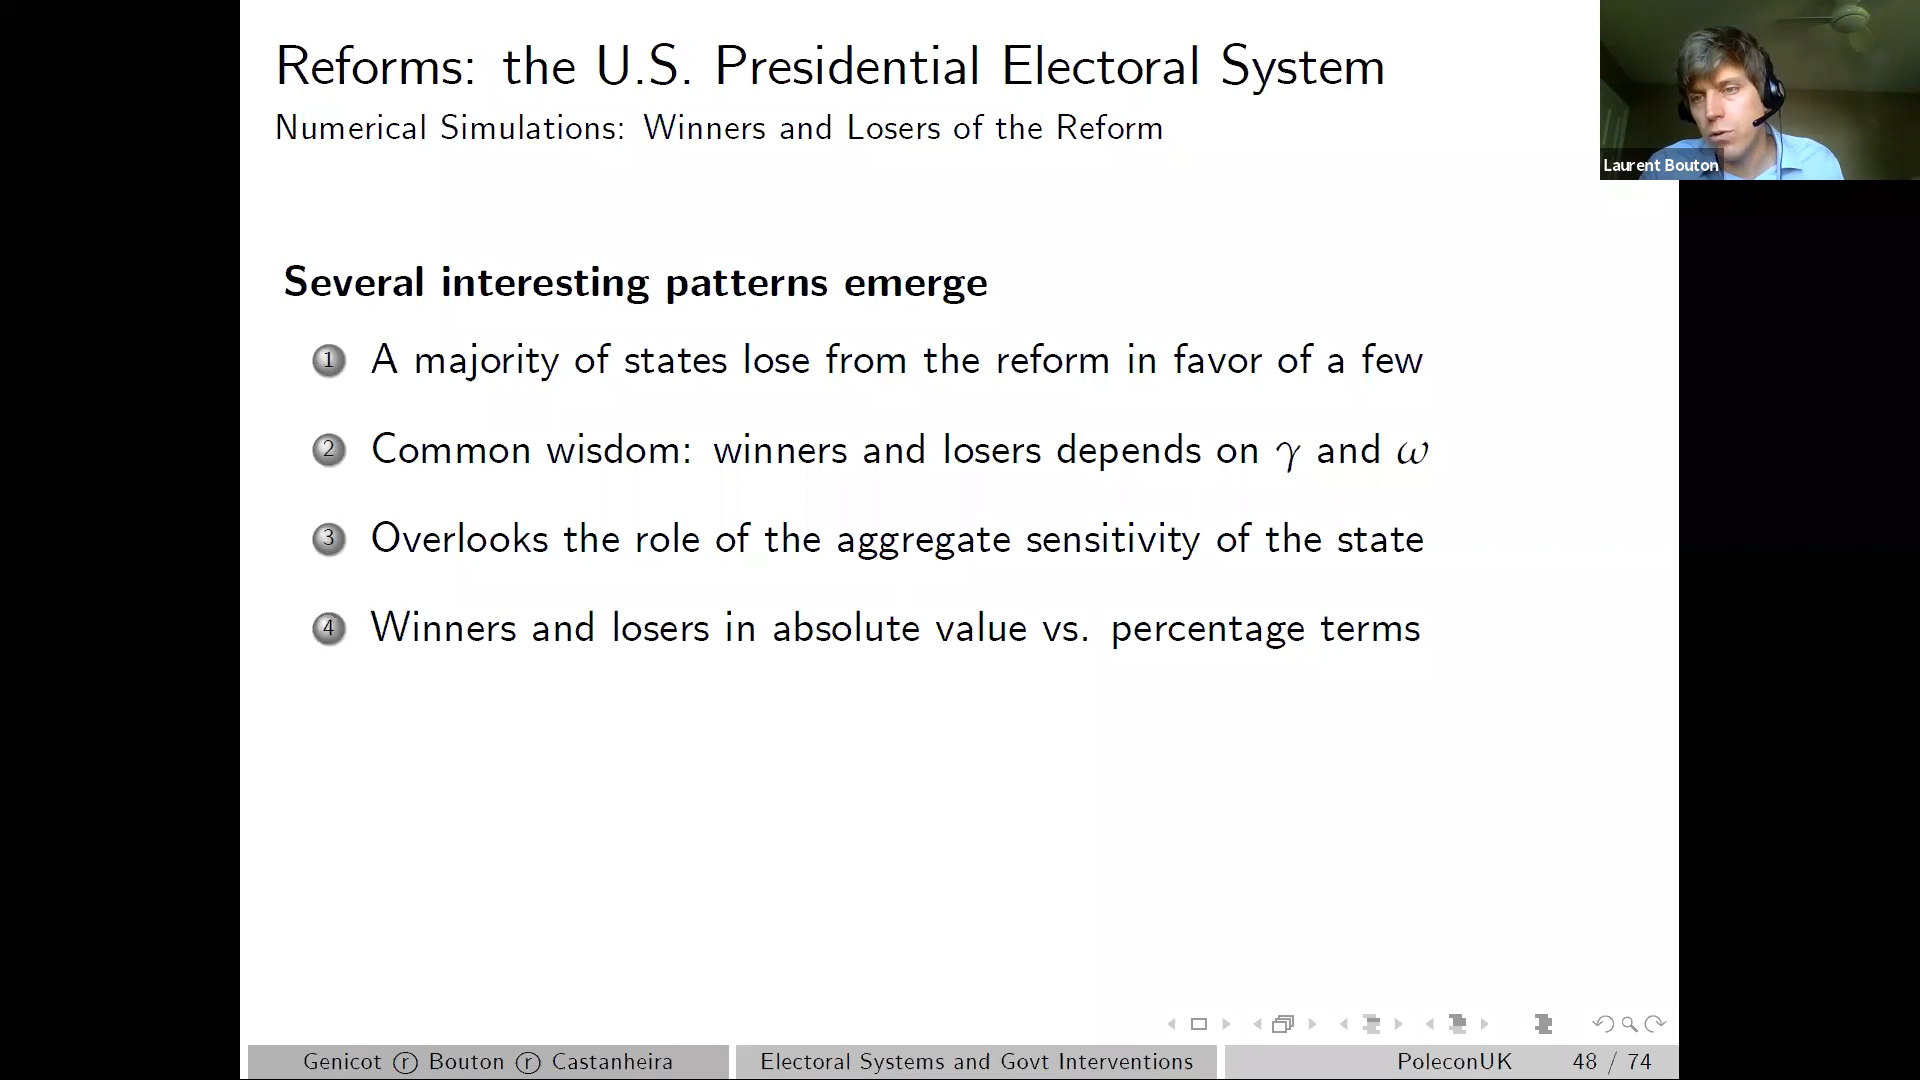 Reforms: the U.S. Presidential Electoral System
Numerical Simulations: Winners and Losers of the Reform
Laurent Bouton
Several interesting patterns emerge
1 A majority of states lose from the reform in favor of a few
2 Common wisdom: winners and losers depends on γ and ω
3 Overlooks the role of the aggregate sensitivity of the state
4 Winners and losers in absolute value vs. percentage terms
Genicot ⓡ Bouton ⓡ Castanheira
Electoral Systems and Govt Interventions
PoleconUK
48 / 74